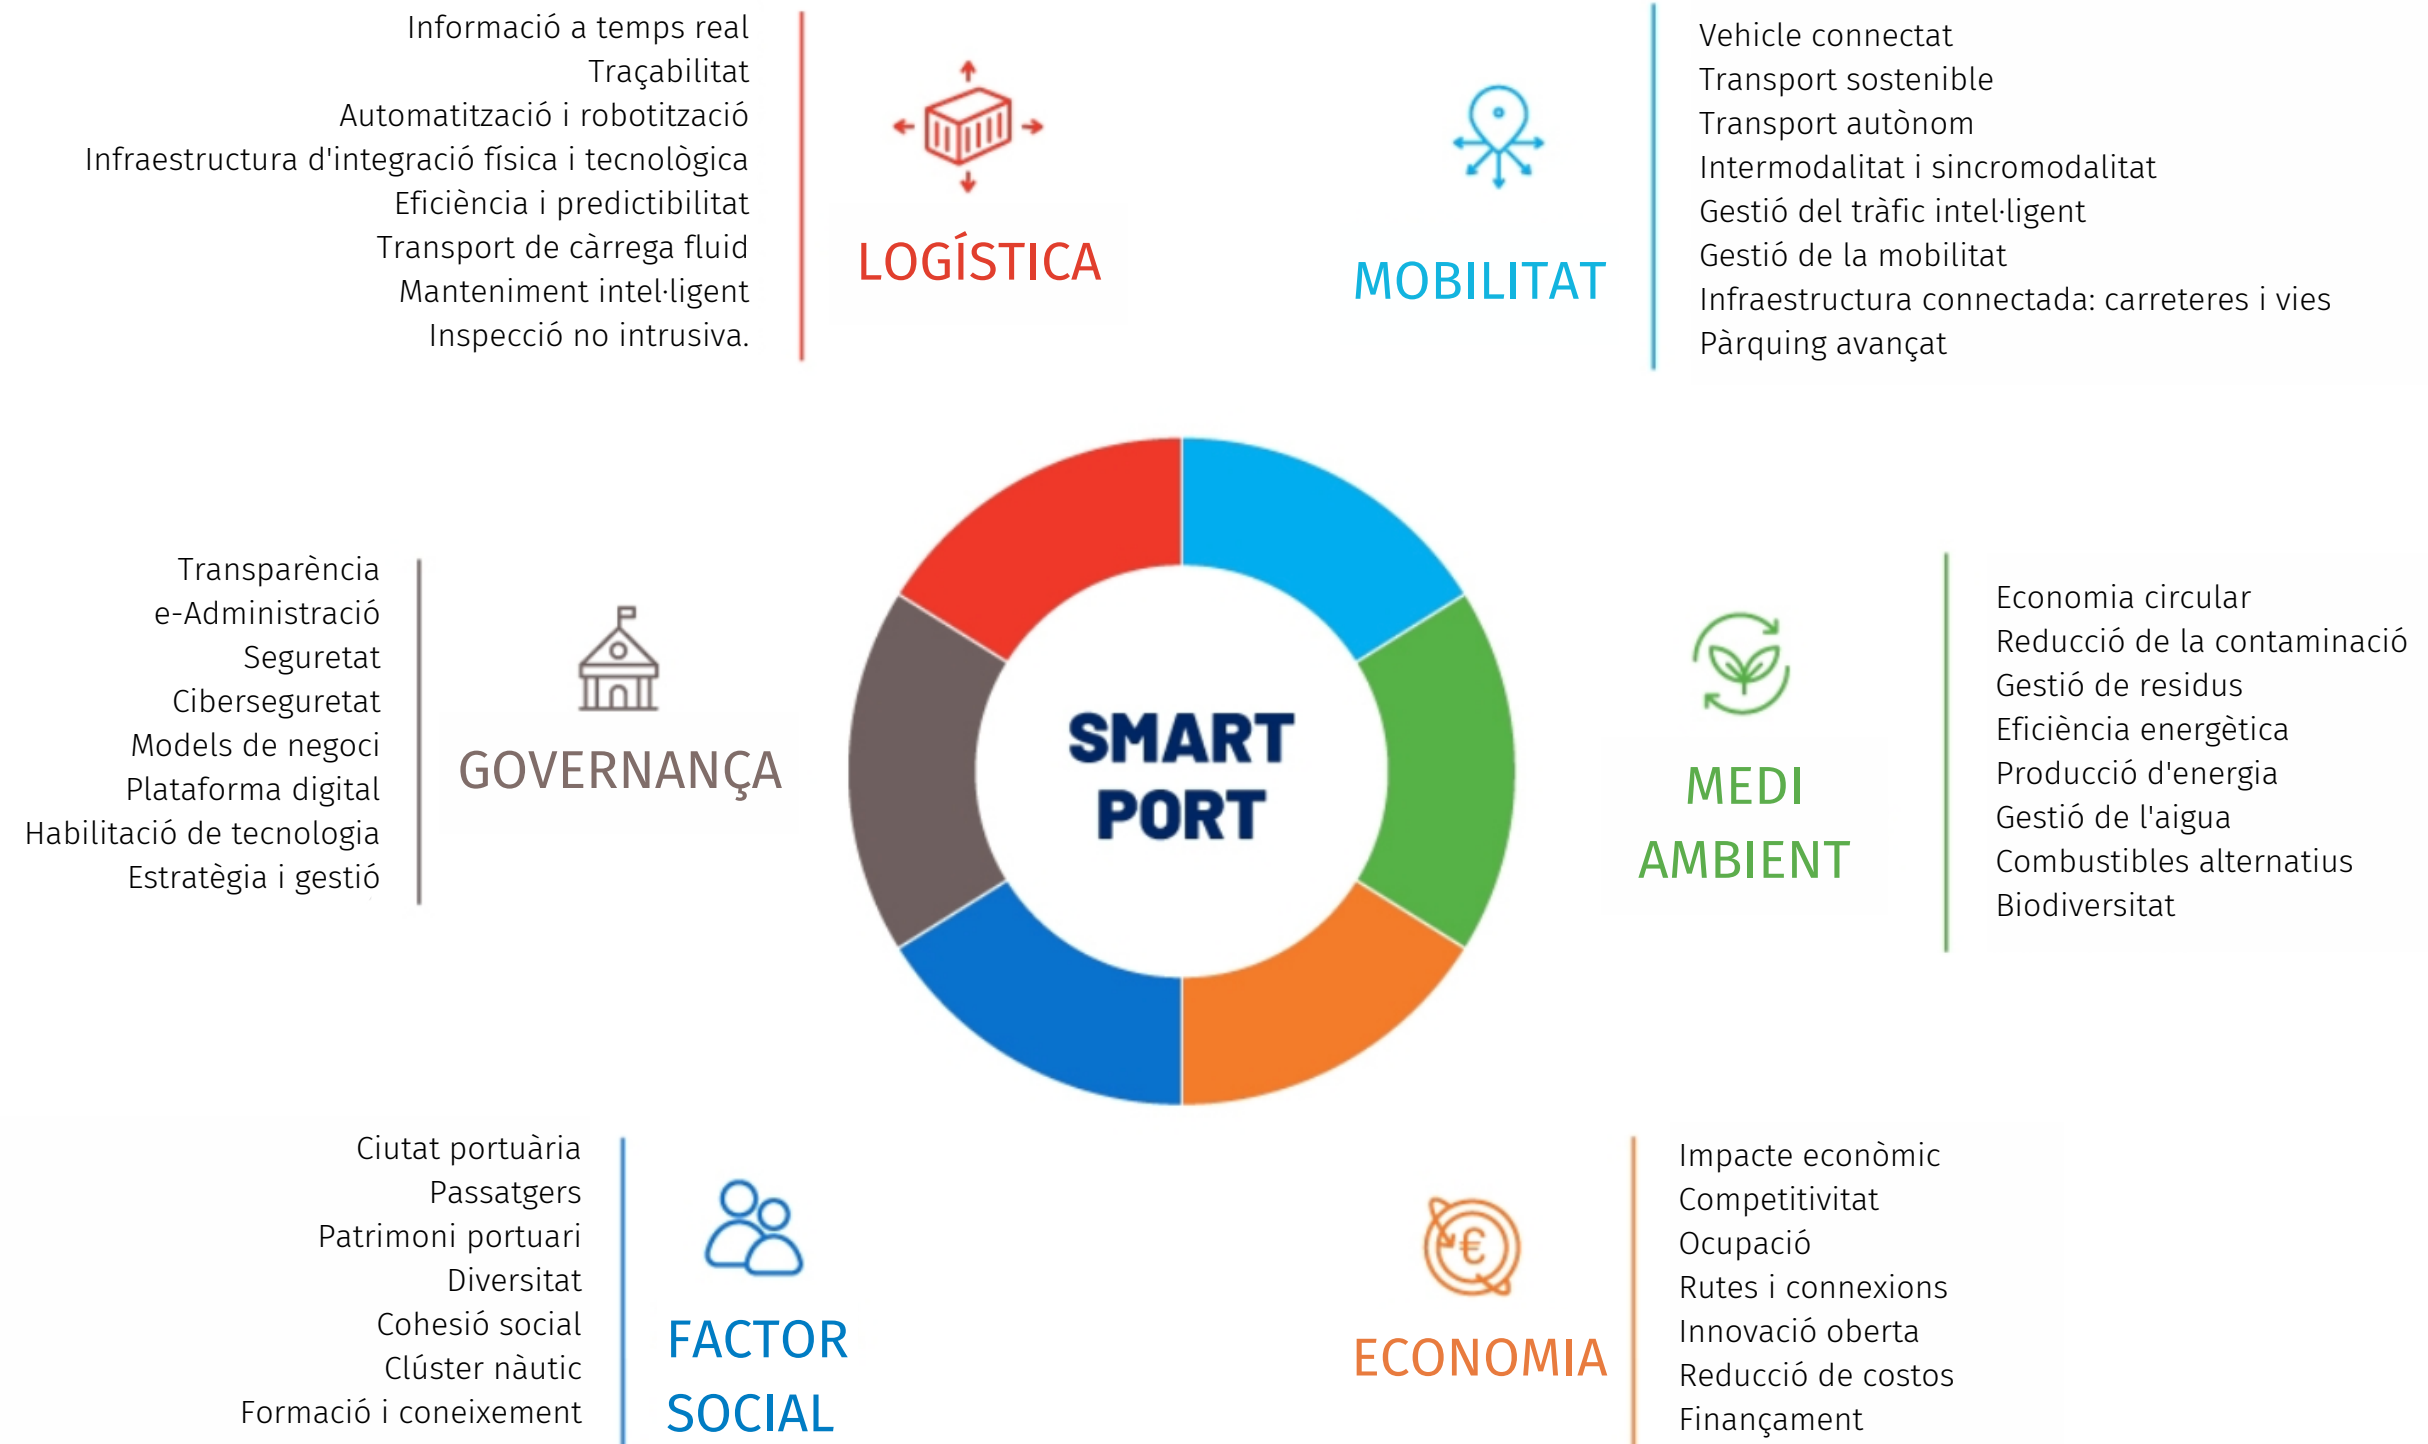 Informació a temps real
Traçabilitat
Automatització i robotització
Infraestructura d'integració física i tecnològica
Eficiència i predictibilitat
Transport de càrrega fluid
Manteniment intel·ligent
Inspecció no intrusiva.
LOGÍSTICA
MOBILITAT
Vehicle connectat
Transport sostenible
Transport autònom
Intermodalitat i sincromodalitat
Gestió del tràfic intel·ligent
Gestió de la mobilitat
Infraestructura connectada: carreteres i vies
Pàrquing avançat
Transparència
e-Administració
Seguretat
Ciberseguretat
Models de negoci
Plataforma digital
Habilitació de tecnologia
Estratègia i gestió
GOVERNANÇA
SMART
PORT
MEDI
AMBIENT
Economia circular
Reducció de la contaminació
Gestió de residus
Eficiència energètica
Producció d'energia
Gestió de l'aigua
Combustibles alternatius
Biodiversitat
Ciutat portuària
Passatgers
Patrimoni portuari
Diversitat
Cohesió social
Clúster nàutic
Formació i coneixement
FACTOR
SOCIAL
€
ECONOMIA
Impacte econòmic
Competitivitat
Ocupació
Rutes i connexions
Innovació oberta
Reducció de costos
Finançament